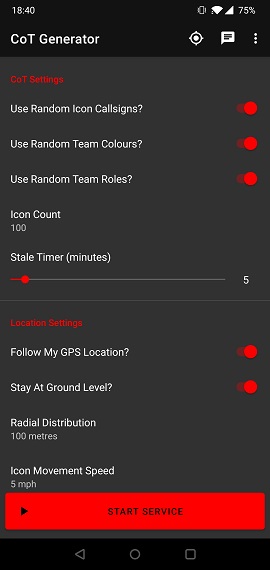 18:40
75%
CoT Generator
CoT Settings
Use Random Icon Callsigns?
Use Random Team Colours?
Use Random Team Roles?
Icon Count
100
Stale Timer (minutes)
5
Location Settings
Follow My GPS Location?
Stay At Ground Level?
Radial Distribution
100 metres
Icon Movement Speed
5 mph
START SERVICE